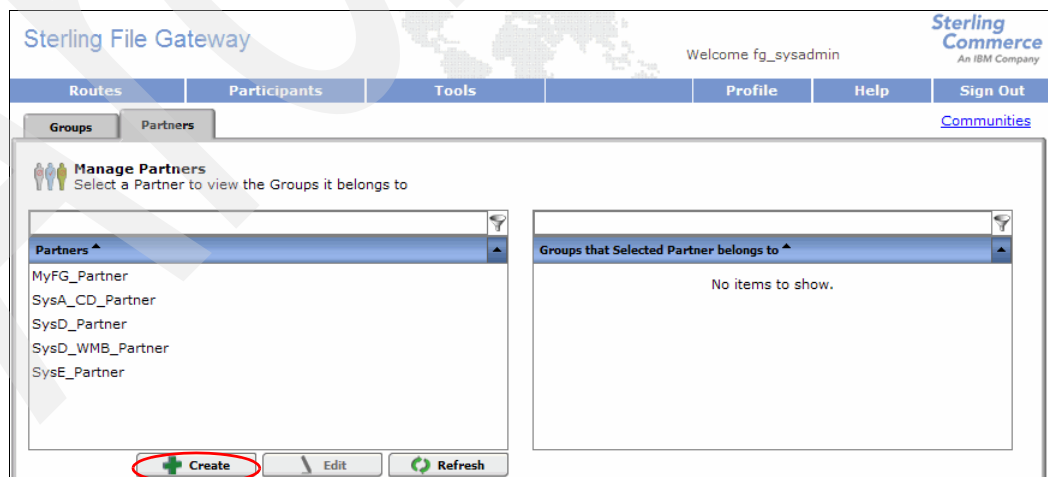 Sterling File Gateway
Welcome fg_sysadmin
Sterling
Commerce
An IBM Company
Routes Participants Tools Profile Help Sign Out
Groups Partners
Communities
Manage Partners
Select a Partner to view the Groups it belongs to
Partners
Groups that Selected Partner belongs to
MyFG_Partner
No items to show.
SysA_CD_Partner
SysD_Partner
SysD_WMB_Partner
SysE_Partner
Create Edit Refresh